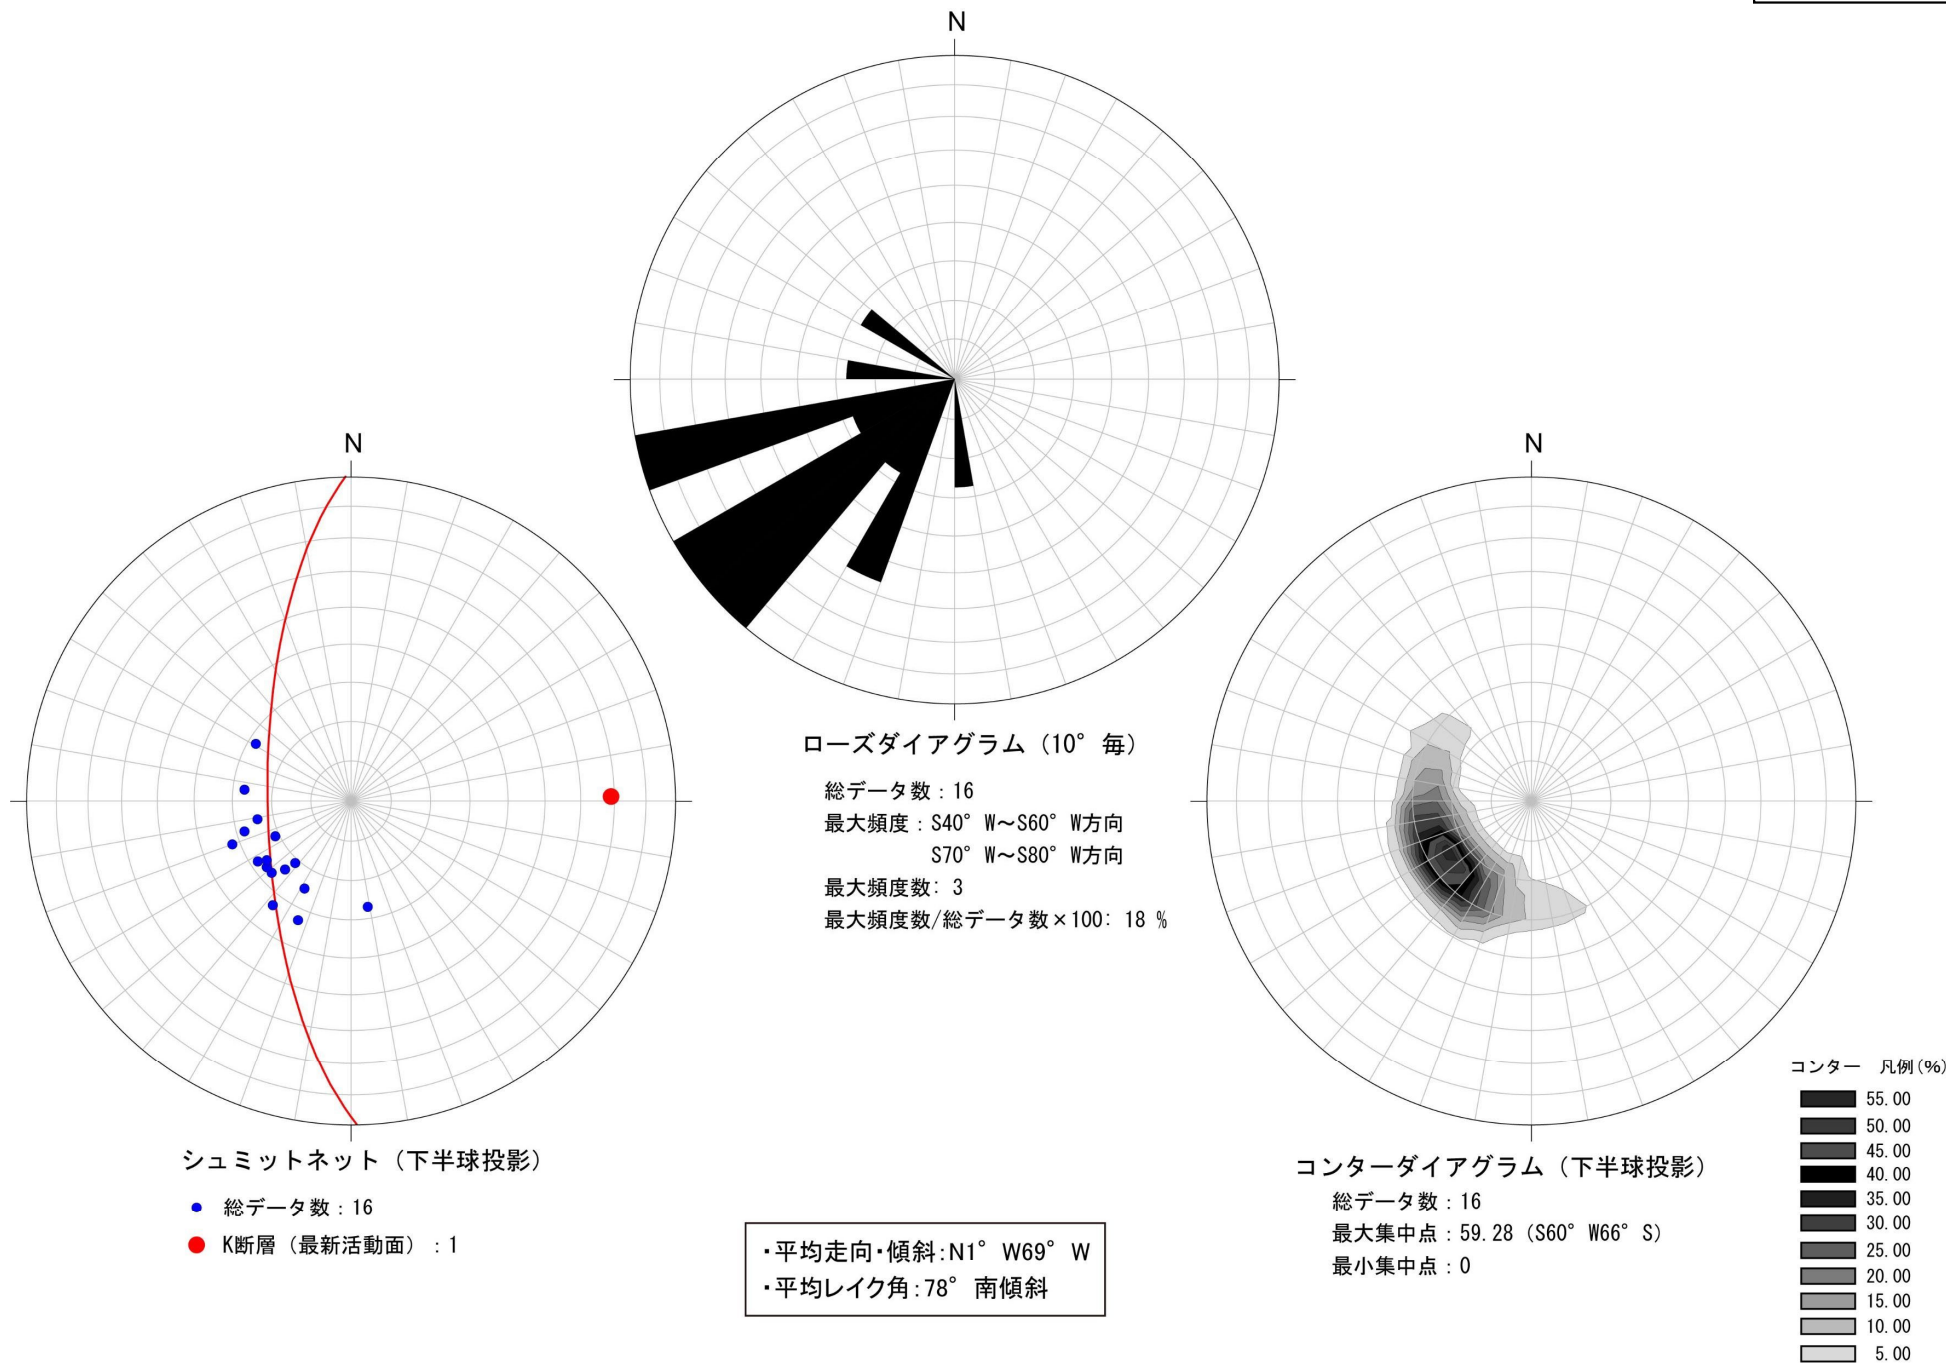 N
ローズダイアグラム（10°毎）
総データ数：16
最大頻度：S40°W～S60°W方向
S70°W～S80°W方向
最大頻度数：3
最大頻度数/総データ数×100：18 %
N
シュミットネット（下半球投影）
総データ数：16
K断層（最新活動面）：1
・平均走向・傾斜：N1°W69°W
・平均レイク角：78°南傾斜
N
コンターダイアグラム（下半球投影）
総データ数：16
最大集中点：59.28（S60°W66°S）
最小集中点：0
コンター　凡例(%)
55.00
50.00
45.00
40.00
35.00
30.00
25.00
20.00
15.00
10.00
5.00